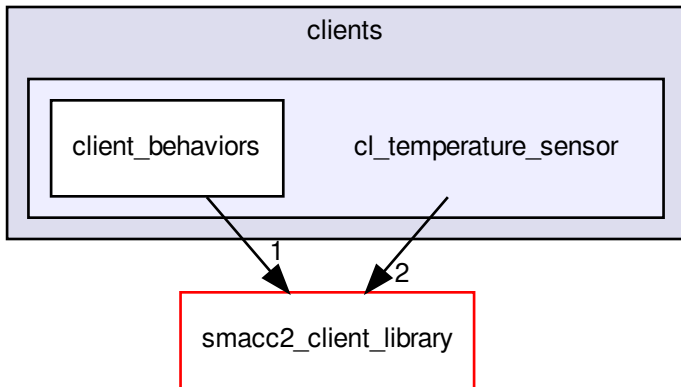 clients
client_behaviors
cl_temperature_sensor
1
2
smacc2_client_library